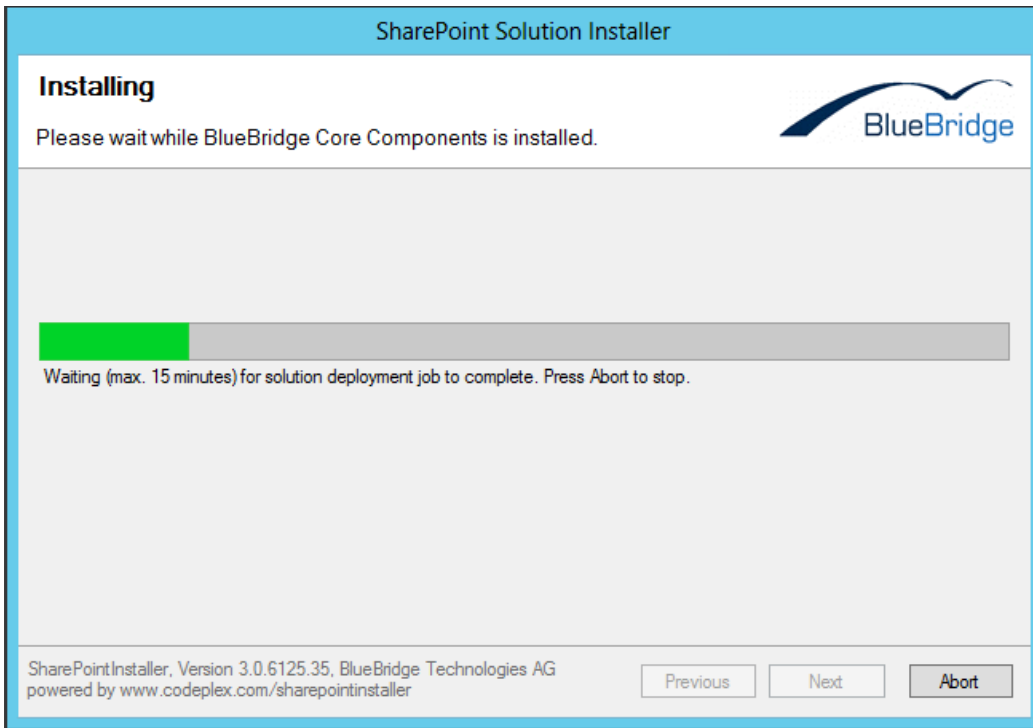 SharePoint Solution Installer
Installing
Please wait while BlueBridge Core Components is installed.
BlueBridge
Waiting (max. 15 minutes) for solution deployment job to complete. Press Abort to stop.
SharePointInstaller, Version 3.0.6125.35, BlueBridge Technologies AG
powered by www.codeplex.com/sharepointinstaller
Previous Next Abort